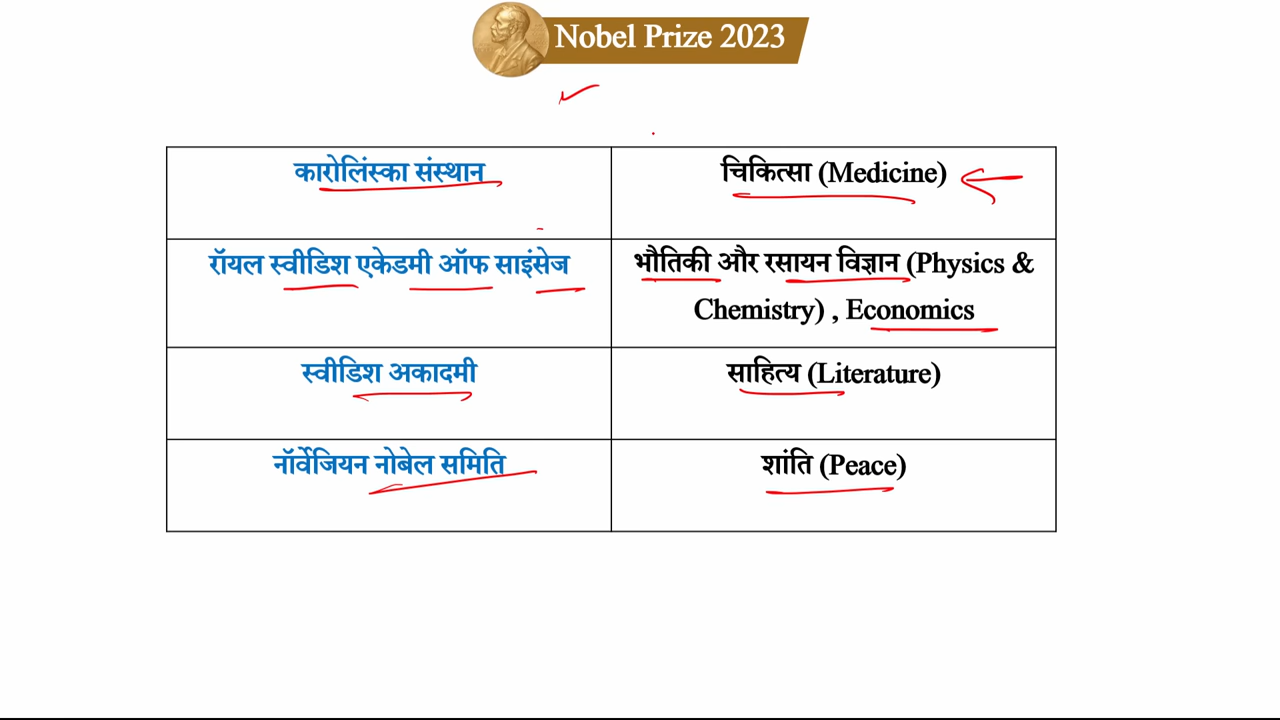 Nobel Prize 2023
कारोलिंस्का संस्थान
चिकित्सा (Medicine)
रॉयल स्वीडिश एकेडमी ऑफ साइंसेज
भौतिकी और रसायन विज्ञान (Physics &
Chemistry) , Economics
स्वीडिश अकादमी
साहित्य (Literature)
नॉर्वेजियन नोबेल समिति
शांति (Peace)